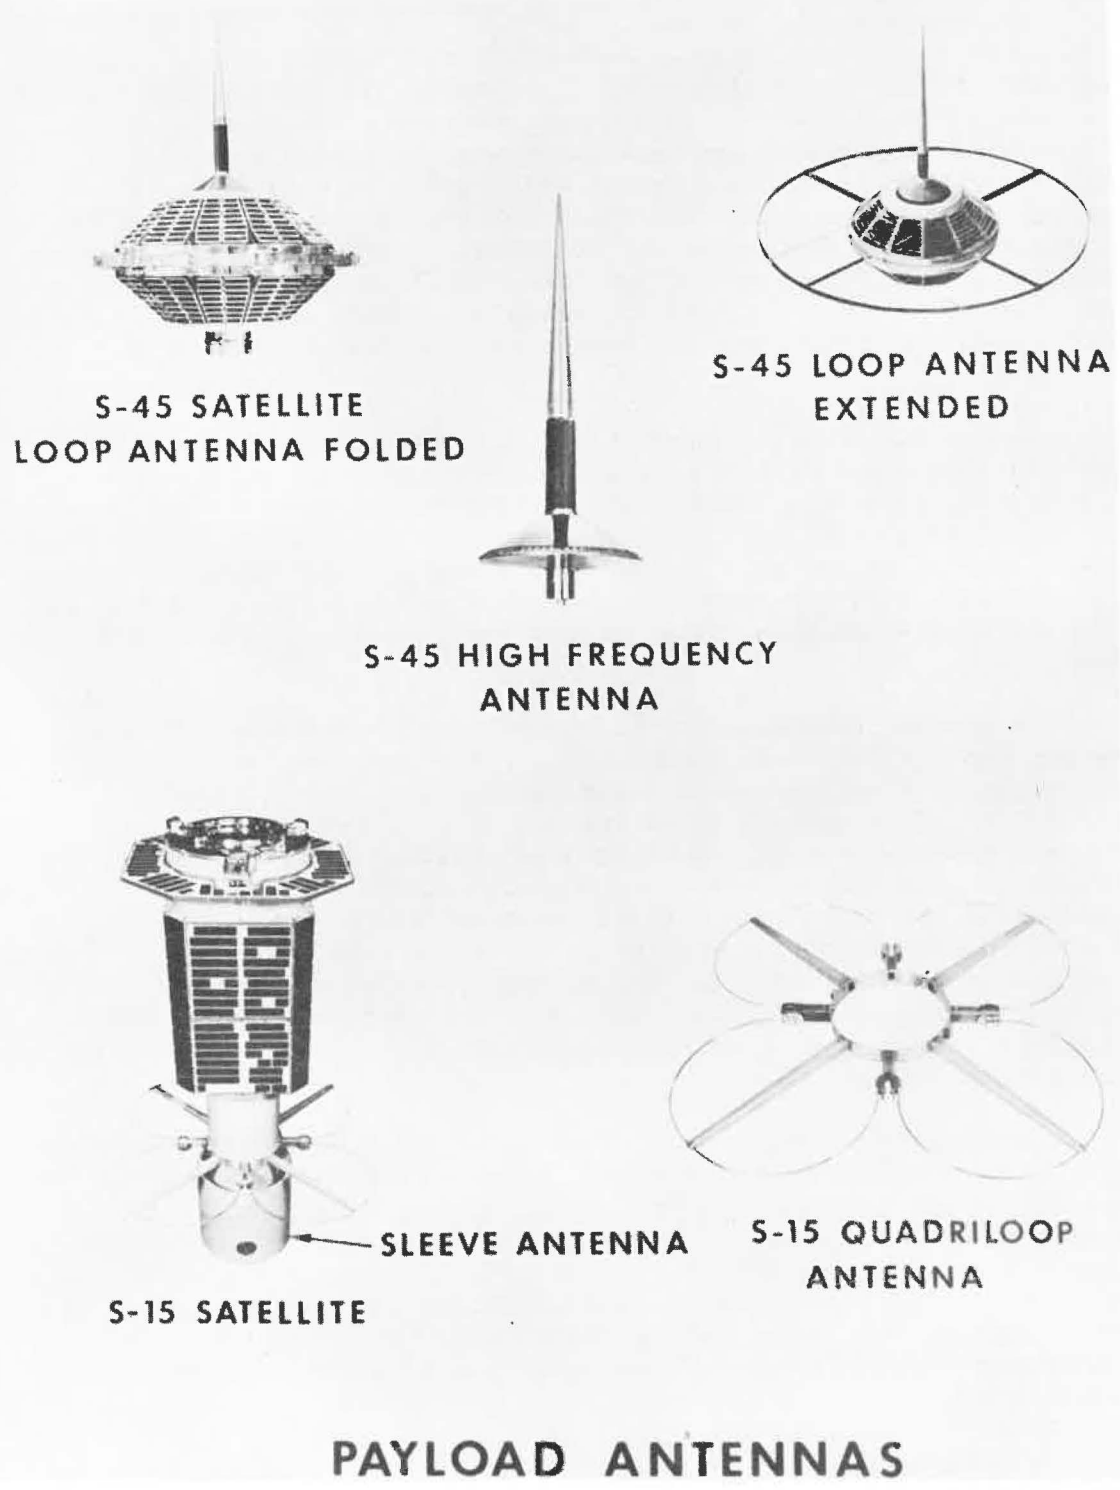 S-45 SATELLITE
LOOP ANTENNA FOLDED
S-45 LOOP ANTENNA
EXTENDED
S-45 HIGH FREQUENCY
ANTENNA
SLEEVE ANTENNA
S-15 SATELLITE
S-15 QUADRILOOP
ANTENNA
PAYLOAD ANTENNAS